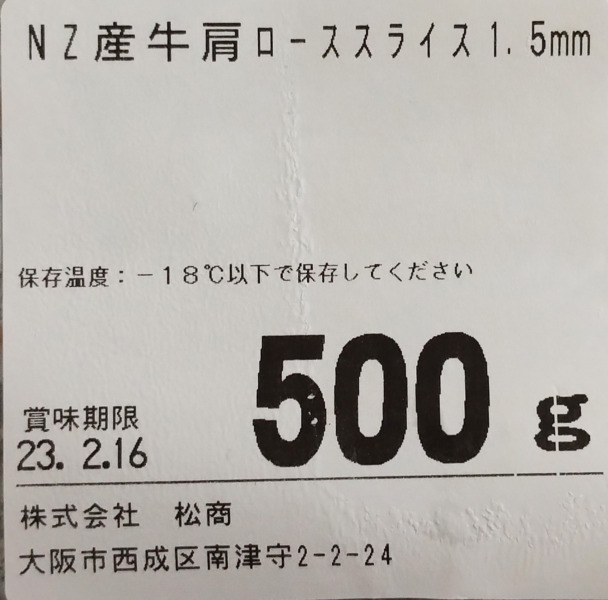 NZ産牛肩ローススライス1.5mm
保存温度：－18℃以下で保存してください
500g
賞味期限
23. 2.16
株式会社　松商
大阪市西成区南津守2-2-24